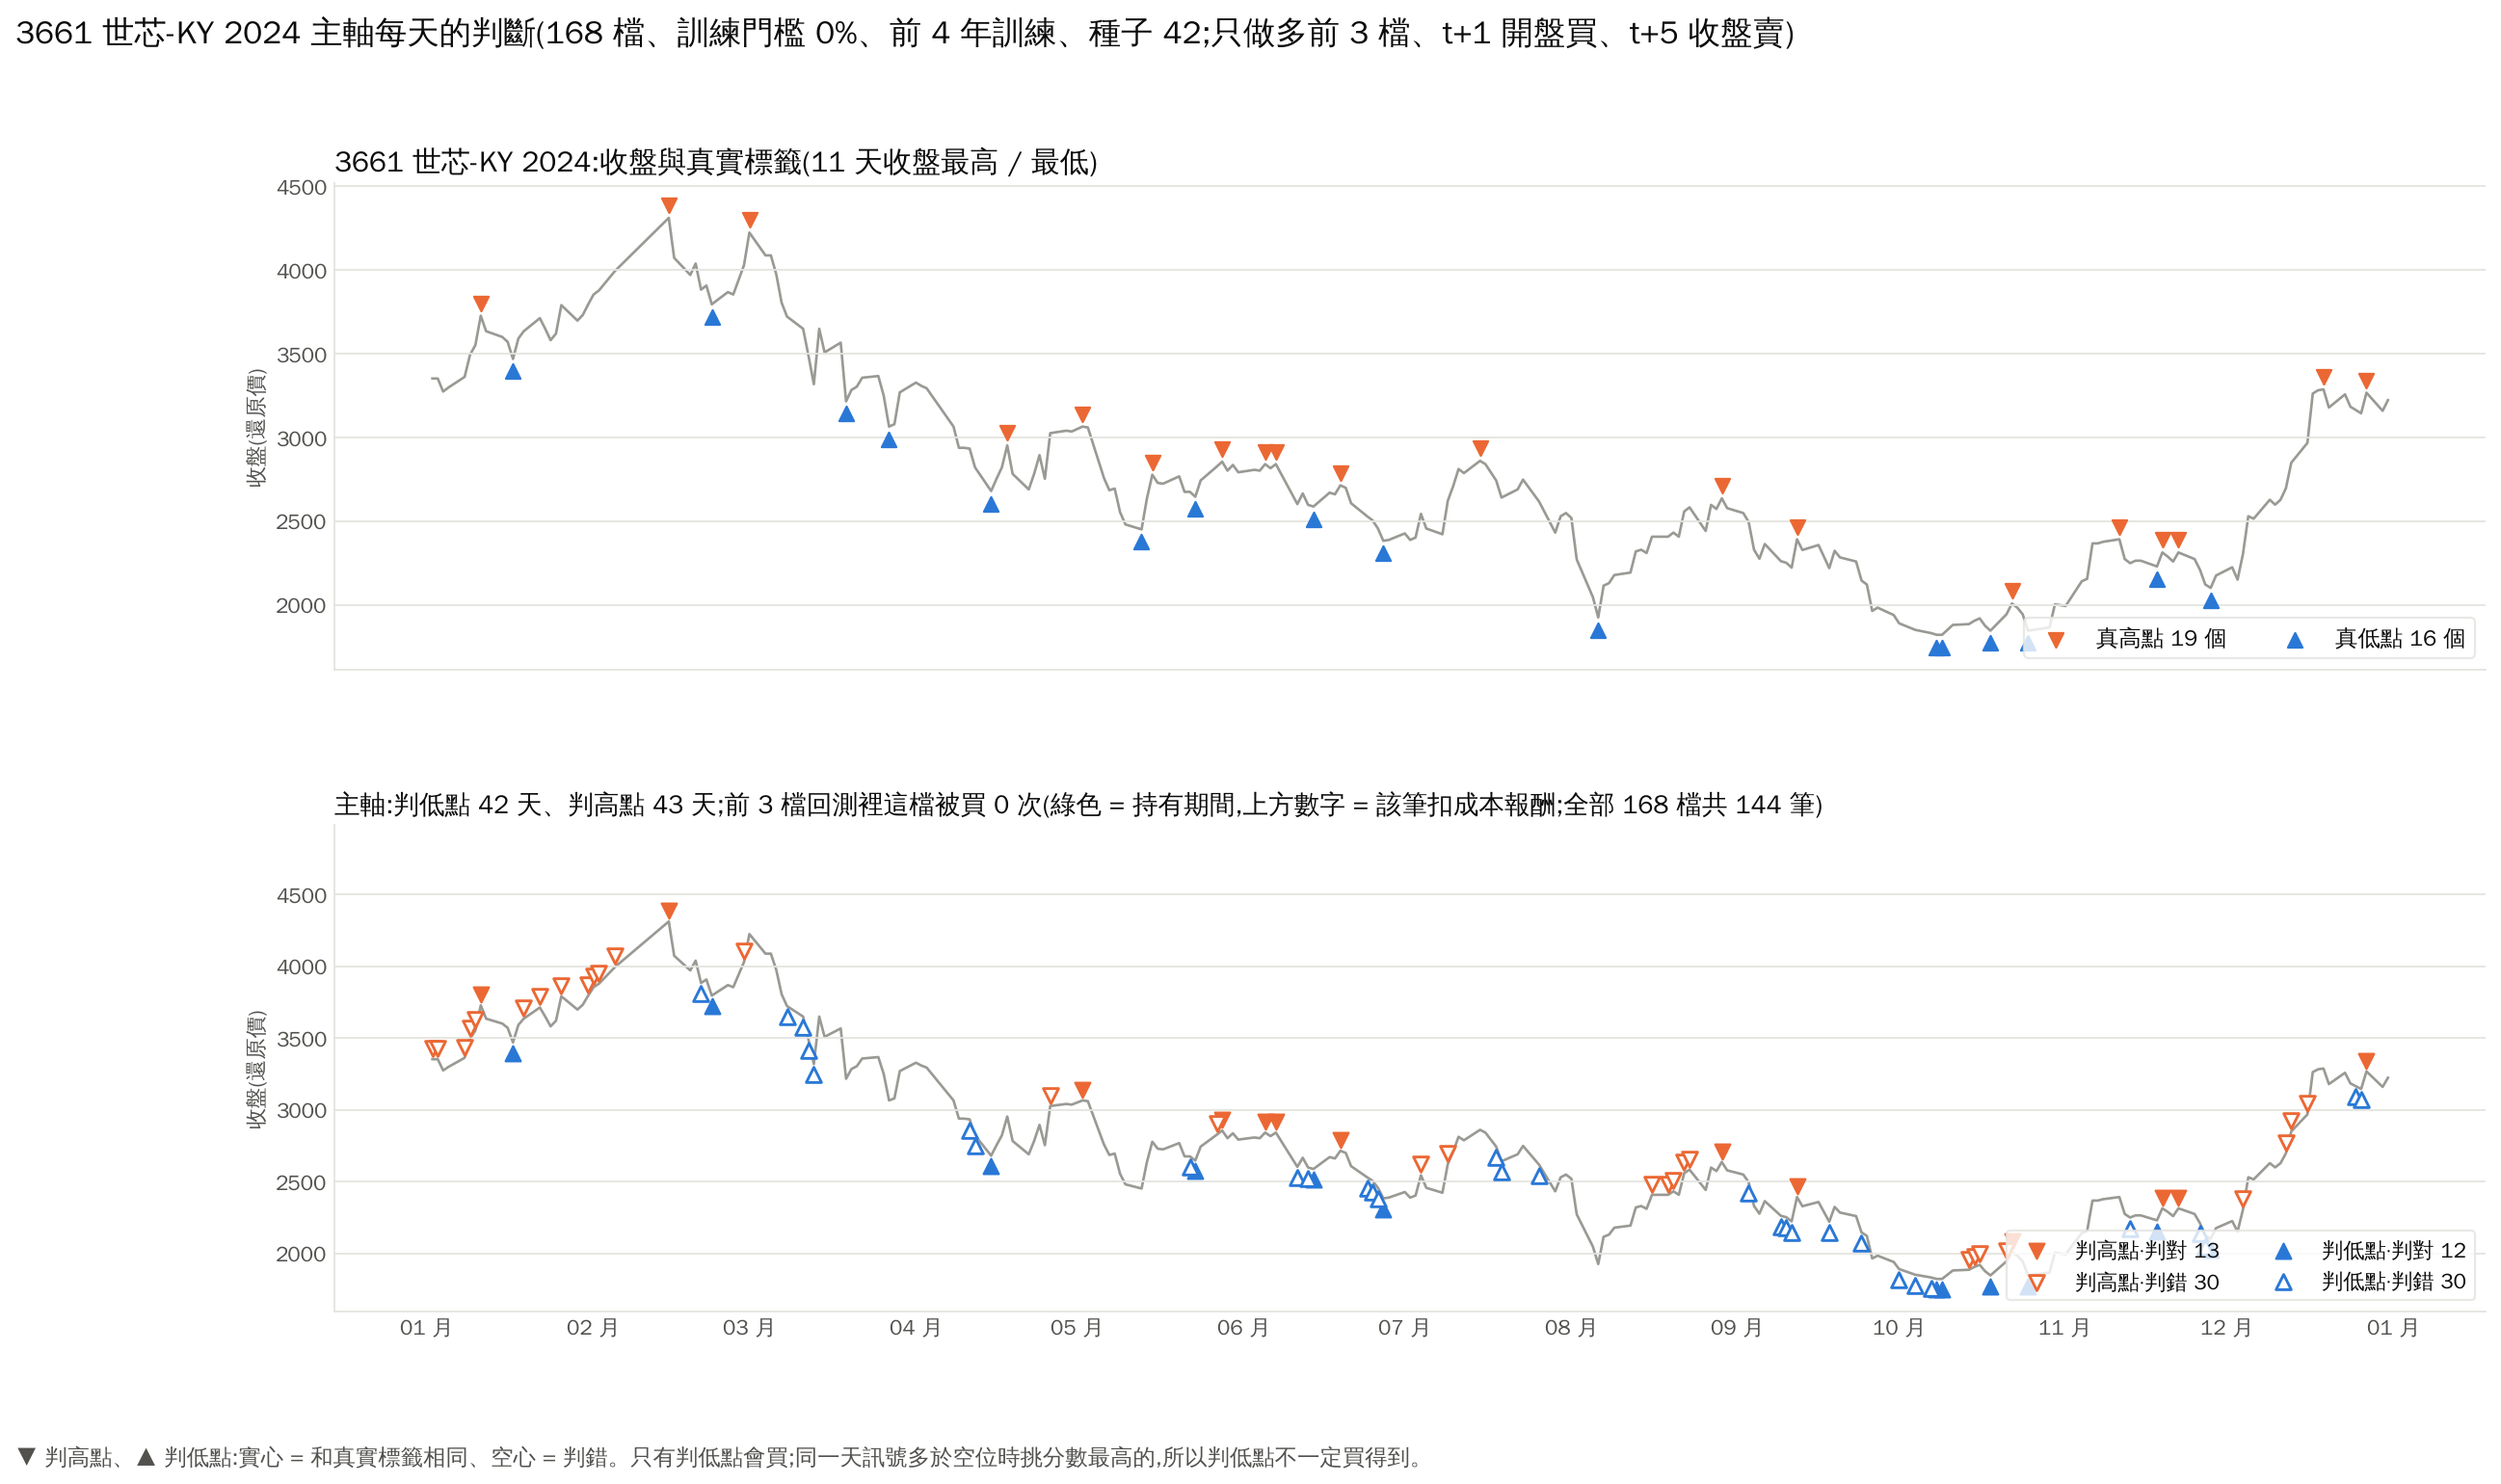 3661 世芯-KY 2024 主軸每天的判斷(168 檔、訓練門檻 0%、前 4 年訓練、種子 42;只做多前 3 檔、t+1 開盤買、t+5 收盤賣)
3661 世芯-KY 2024:收盤與真實標籤(11 天收盤最高 / 最低)
4500
4000
3500
3000
2500
2000
收盤(還原價)
真高點 19 個
真低點 16 個
主軸:判低點 42 天、判高點 43 天;前 3 檔回測裡這檔被買 0 次(綠色 = 持有期間,上方數字 = 該筆扣成本報酬;全部 168 檔共 144 筆)
4500
4000
3500
3000
2500
2000
收盤(還原價)
判高點·判對 13
判低點·判對 12
判高點·判錯 30
判低點·判錯 30
01 月
02 月
03 月
04 月
05 月
06 月
07 月
08 月
09 月
10 月
11 月
12 月
01 月
▼ 判高點、▲ 判低點:實心 = 和真實標籤相同、空心 = 判錯。只有判低點會買;同一天訊號多於空位時挑分數最高的,所以判低點不一定買得到。